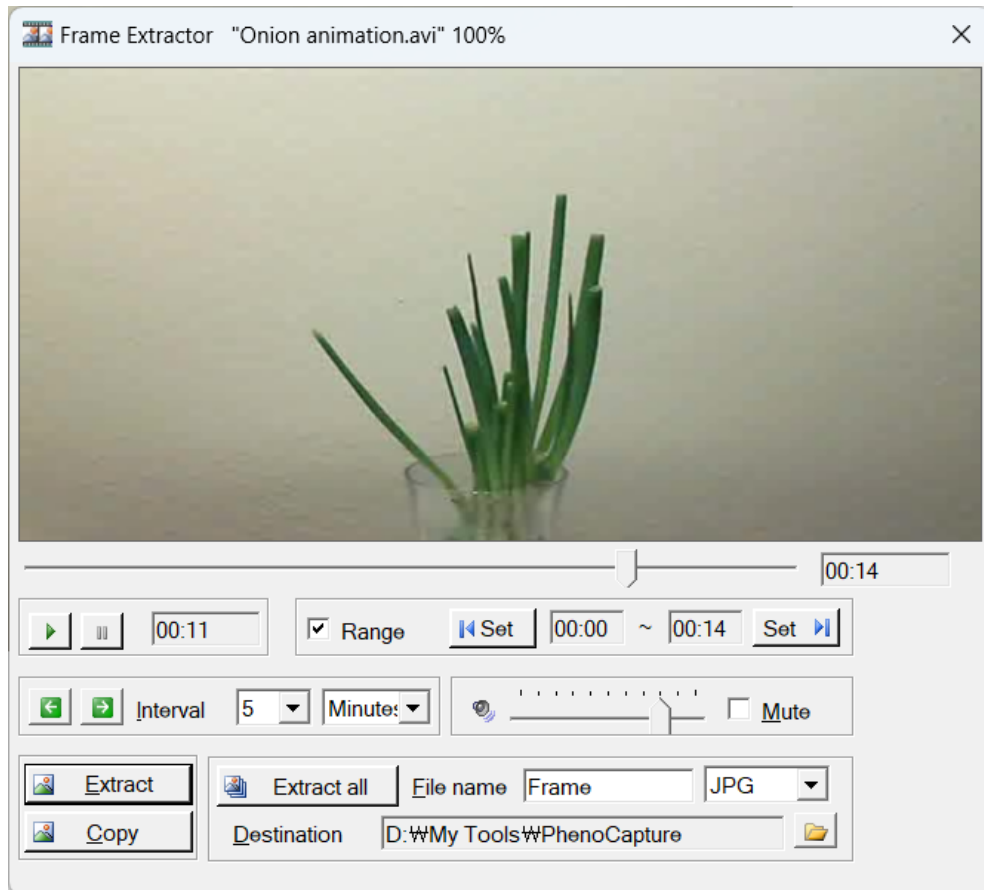 Frame Extractor "Onion animation.avi" 100%
00:14
00:11
Range
Set
00:00
~
00:14
Set
Interval
5
Minutes
Mute
Extract
Extract all
File name
Frame
JPG
Copy
Destination
D:₩My Tools₩PhenoCapture